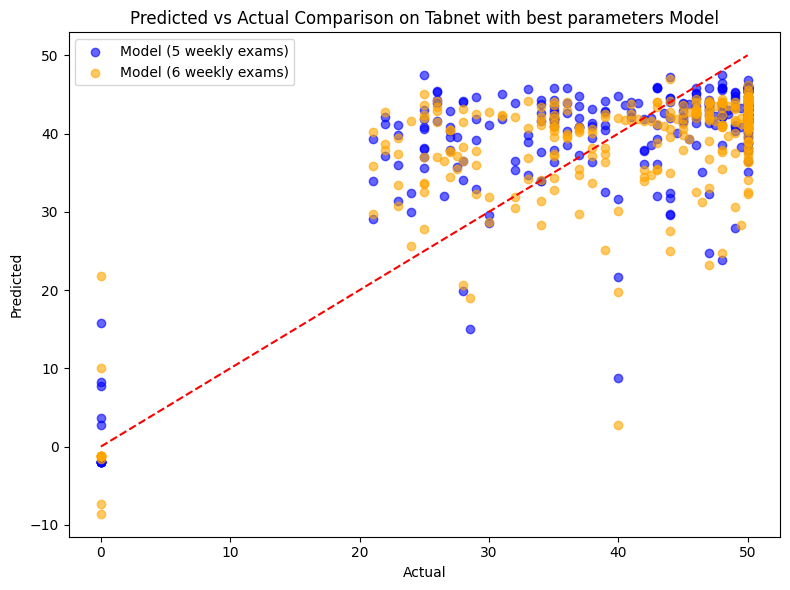 Predicted vs Actual Comparison on Tabnet with best parameters Model
Model (5 weekly exams)
Model (6 weekly exams)
50
40
30
20
10
0
−10
Predicted
0 10 20 30 40 50
Actual